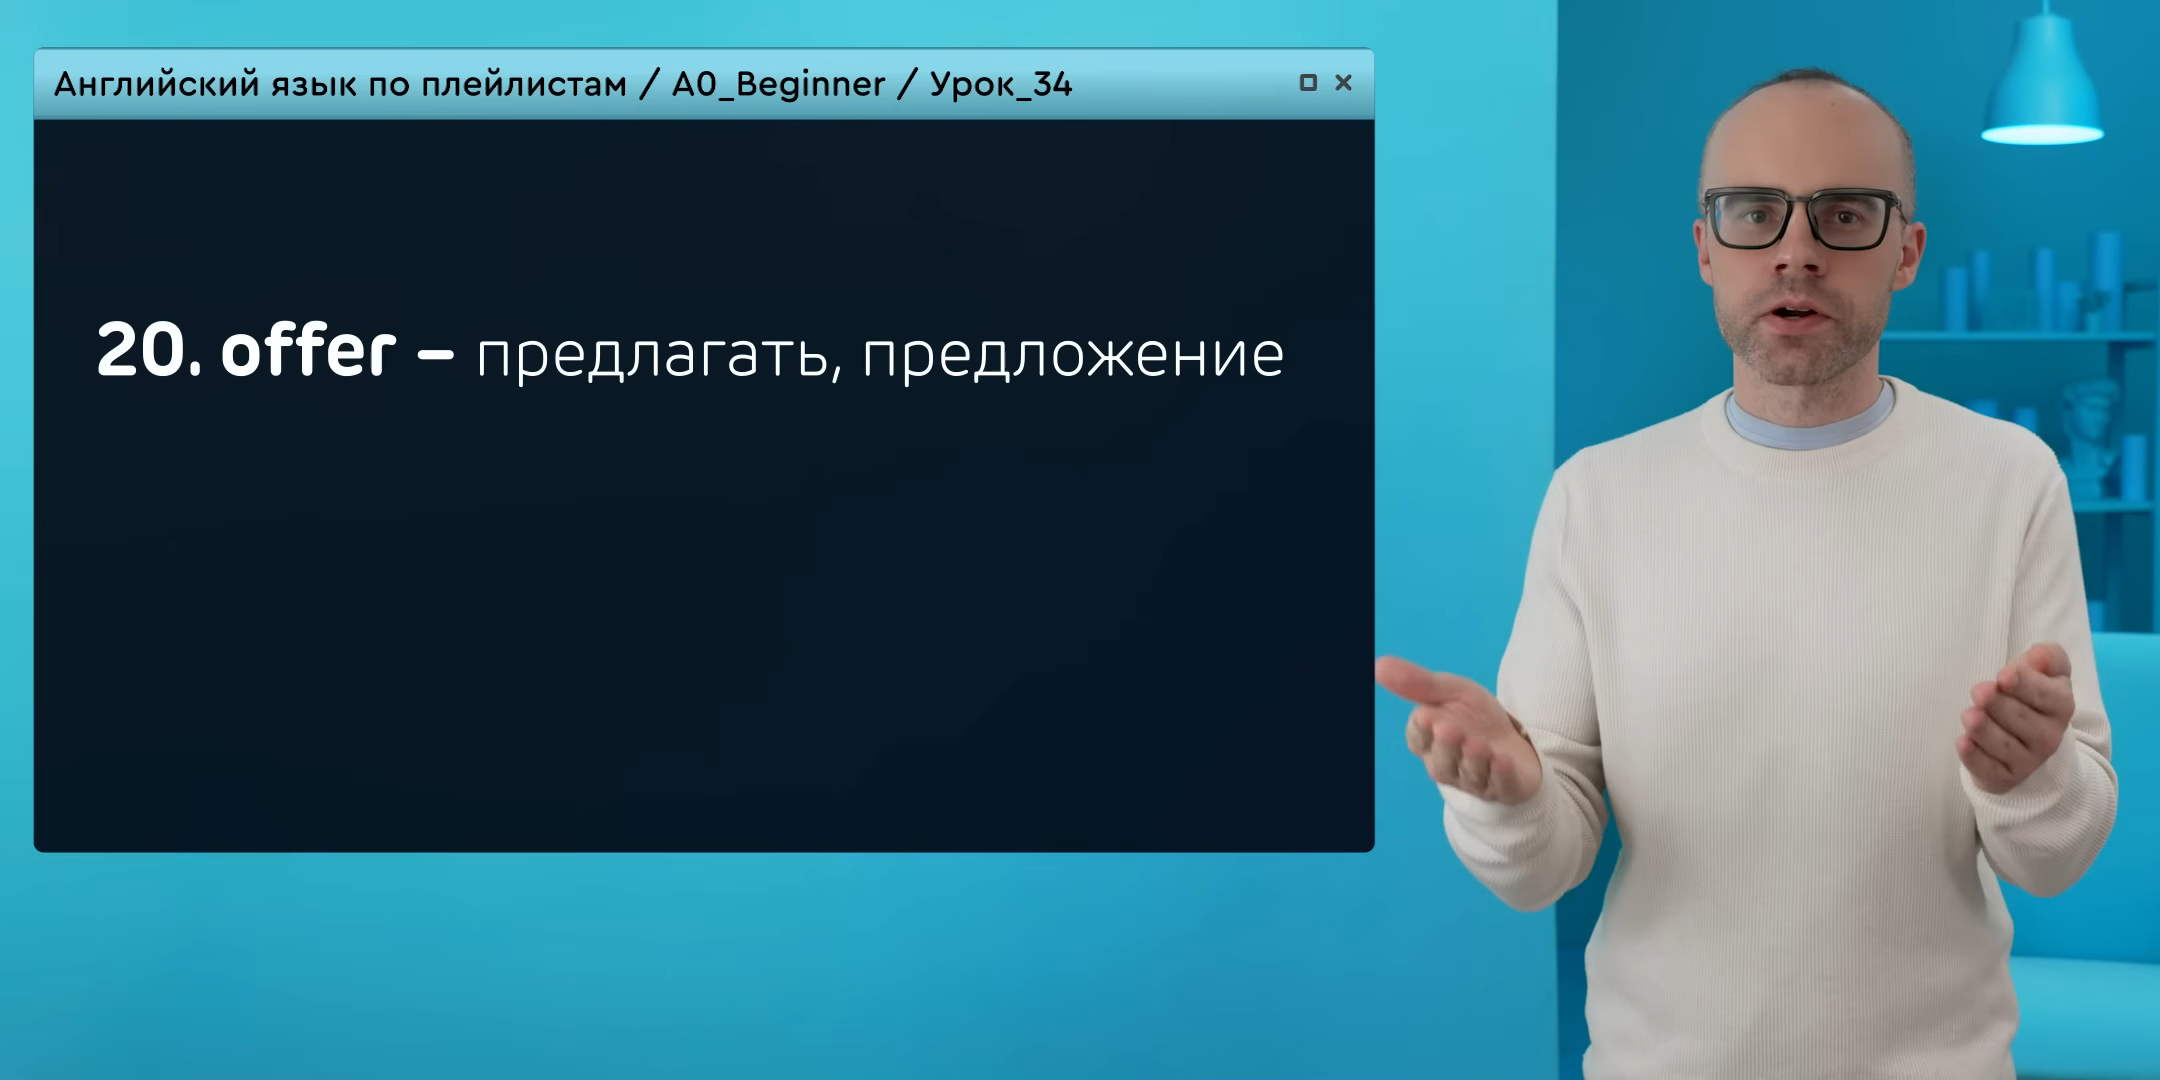 Английский язык по плейлистам / A0_Beginner / Урок_34
20. offer – предлагать, предложение